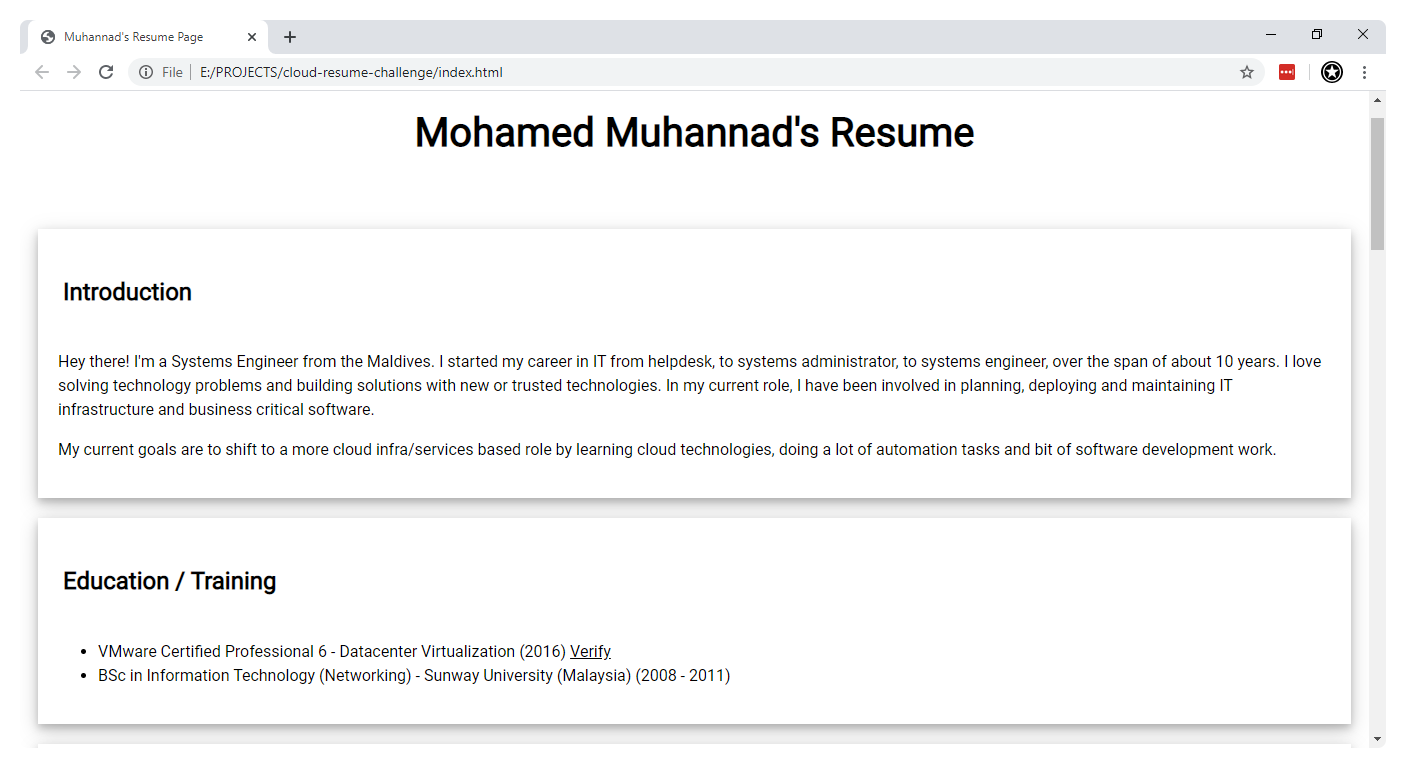 Muhannad's Resume Page
File
E:/PROJECTS/cloud-resume-challenge/index.html
Mohamed Muhannad's Resume
Introduction
Hey there! I'm a Systems Engineer from the Maldives. I started my career in IT from helpdesk, to systems administrator, to systems engineer, over the span of about 10 years. I love
solving technology problems and building solutions with new or trusted technologies. In my current role, I have been involved in planning, deploying and maintaining IT
infrastructure and business critical software.
My current goals are to shift to a more cloud infra/services based role by learning cloud technologies, doing a lot of automation tasks and bit of software development work.
Education / Training
• VMware Certified Professional 6 - Datacenter Virtualization (2016) Verify
• BSc in Information Technology (Networking) - Sunway University (Malaysia) (2008 - 2011)